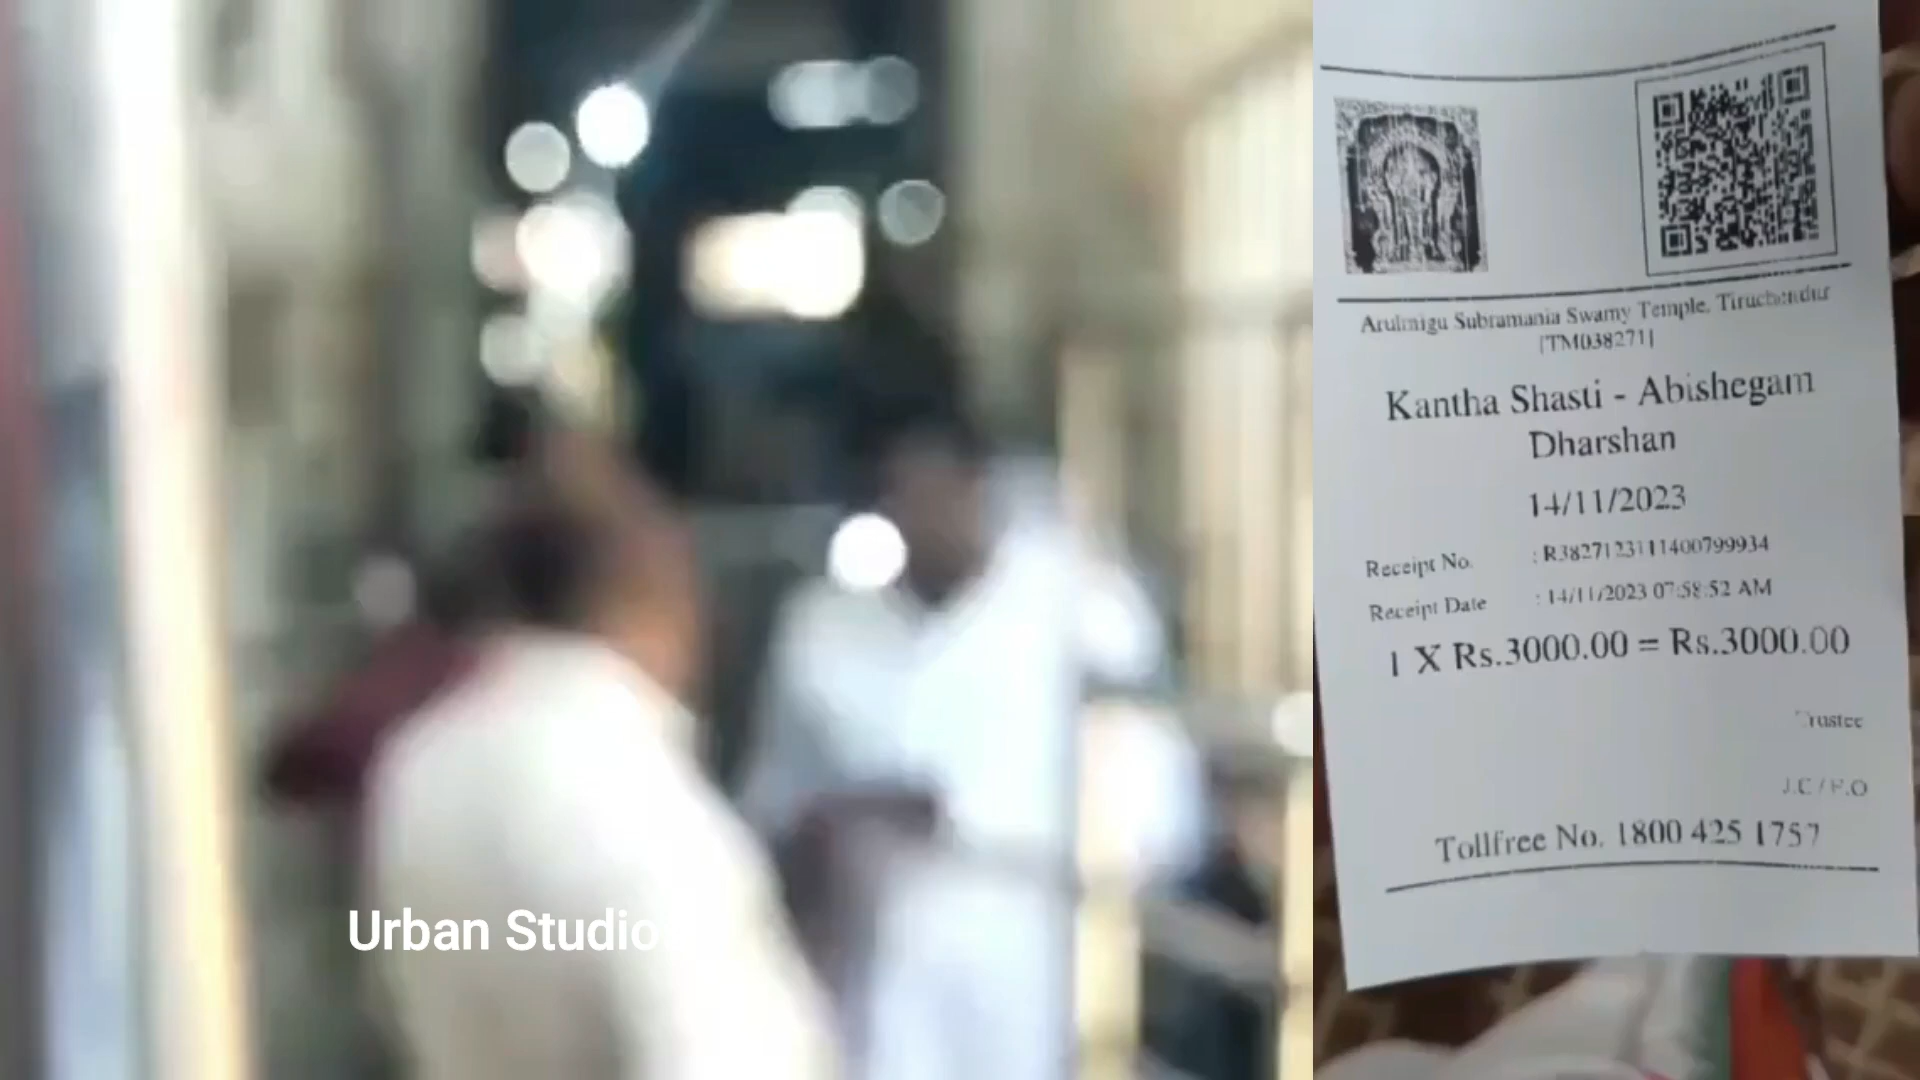 Urban Studio
Arulmigu Subramania Swamy Temple, Tiruchendur
[TM038271]
Kantha Shasti - Abishegam
Dharshan
14/11/2023
Receipt No. : R3827123111400799934
Receipt Date : 14/11/2023 07:58:52 AM
1 X Rs.3000.00 = Rs.3000.00
Trustee
J.C / E.O
Tollfree No. 1800 425 1757